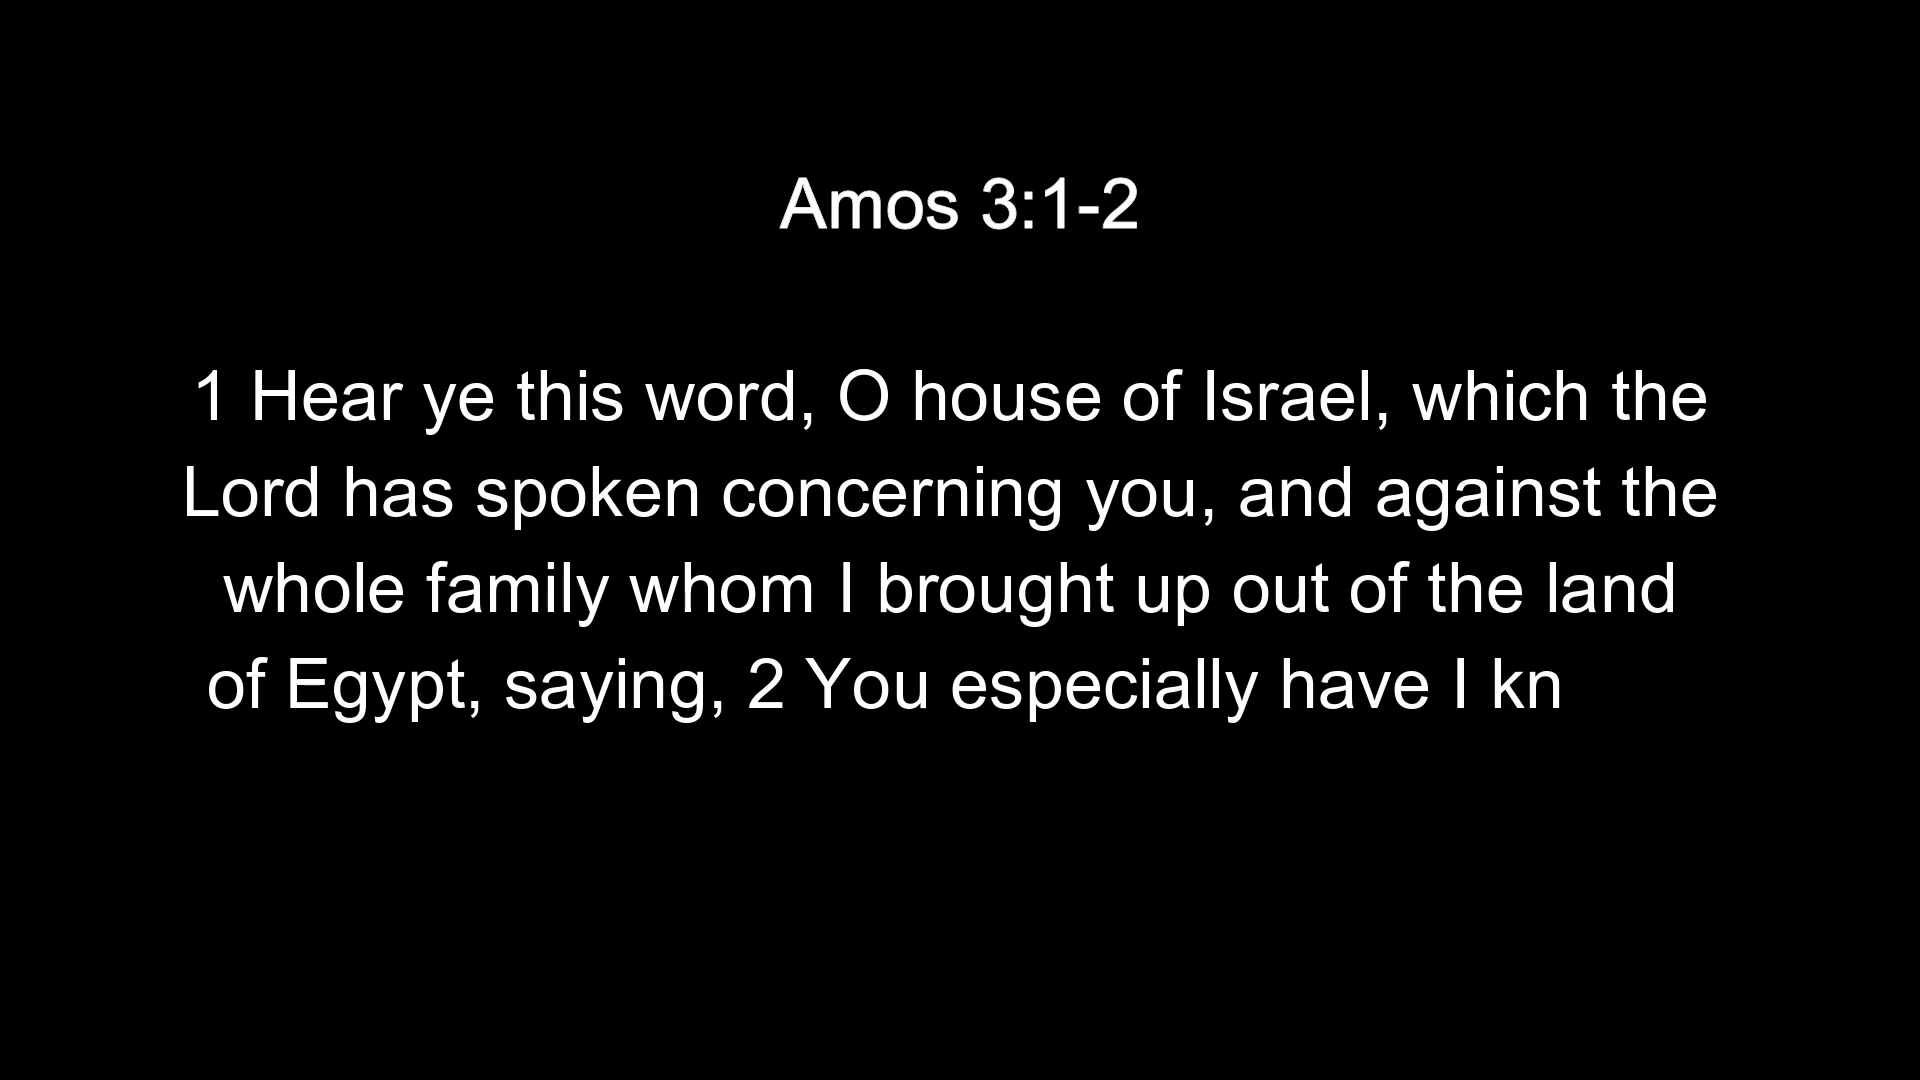 Amos 3:1-2
1 Hear ye this word, O house of Israel, which the
Lord has spoken concerning you, and against the
whole family whom I brought up out of the land
of Egypt, saying, 2 You especially have I kn